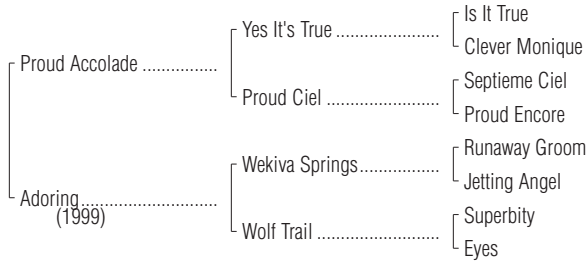 Is It True
Yes It's True ....................
Clever Monique
Proud Accolade ...............
Septieme Ciel
Proud Ciel ......................
Proud Encore
Runaway Groom
Wekiva Springs................
Jetting Angel
Adoring...........................
(1999)
Superbity
Wolf Trail ........................
Eyes